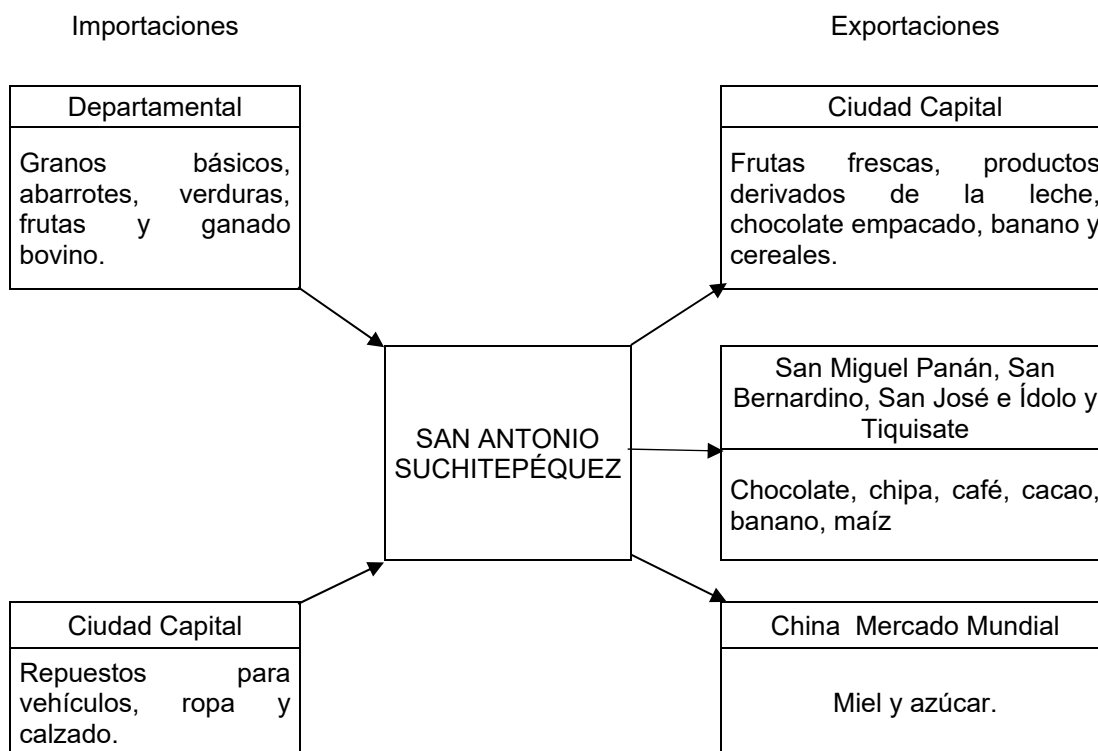 Importaciones
Exportaciones
Departamental
Granos básicos,
abarrotes, verduras,
frutas y ganado
bovino.
Ciudad Capital
Frutas frescas, productos
derivados de la leche,
chocolate empacado, banano y
cereales.
SAN ANTONIO
SUCHITEPÉQUEZ
San Miguel Panán, San
Bernardino, San José e Ídolo y
Tiquisate
Chocolate, chipa, café, cacao,
banano, maíz
Ciudad Capital
Repuestos para
vehículos, ropa y
calzado.
China Mercado Mundial
Miel y azúcar.